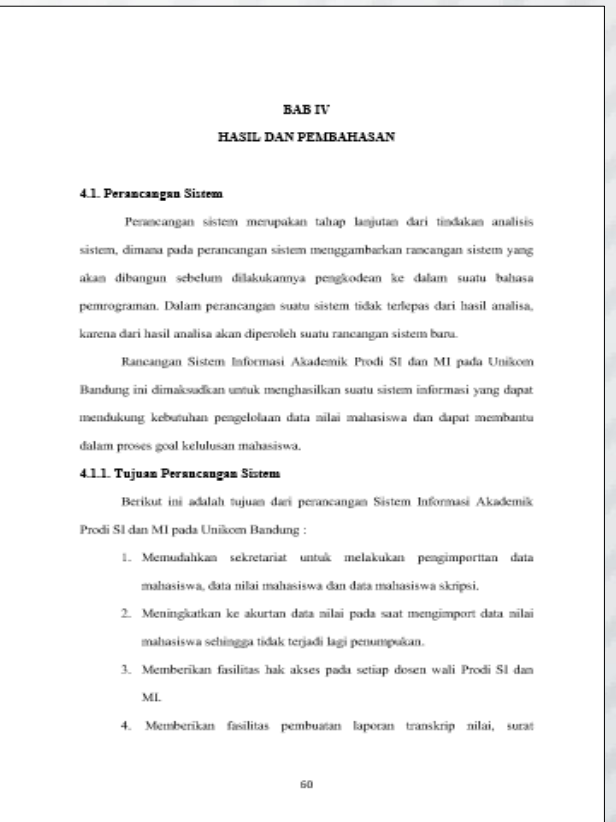 BAB IV
HASIL DAN PEMBAHASAN
4.1. Perancangan Sistem
Perancangan sistem merupakan tahap lanjutan dari tindakan analisis
sistem, dimana pada perancangan sistem menggambarkan rancangan sistem yang
akan dibangun sebelum dilakukannya pengkodean ke dalam suatu bahasa
pemrograman. Dalam perancangan suatu sistem tidak terlepas dari hasil analisa,
karena dari hasil analisa akan diperoleh suatu rancangan sistem baru.
Rancangan Sistem Informasi Akademik Prodi SI dan MI pada Unikom
Bandung ini dimaksudkan untuk menghasilkan suatu sistem informasi yang dapat
mendukung kebutuhan pengelolaan data nilai mahasiswa dan dapat membantu
dalam proses goal kelulusan mahasiswa.
4.1.1. Tujuan Perancangan Sistem
Berikut ini adalah tujuan dari perancangan Sistem Informasi Akademik
Prodi SI dan MI pada Unikom Bandung :
1. Memudahkan sekretariat untuk melakukan pengimporttan data
mahasiswa, data nilai mahasiswa dan data mahasiswa skripsi.
2. Meningkatkan ke akurtan data nilai pada saat mengimport data nilai
mahasiswa sehingga tidak terjadi lagi penumpukan.
3. Memberikan fasilitas hak akses pada setiap dosen wali Prodi SI dan
MI.
4. Memberikan fasilitas pembuatan laporan transkrip nilai, surat
60